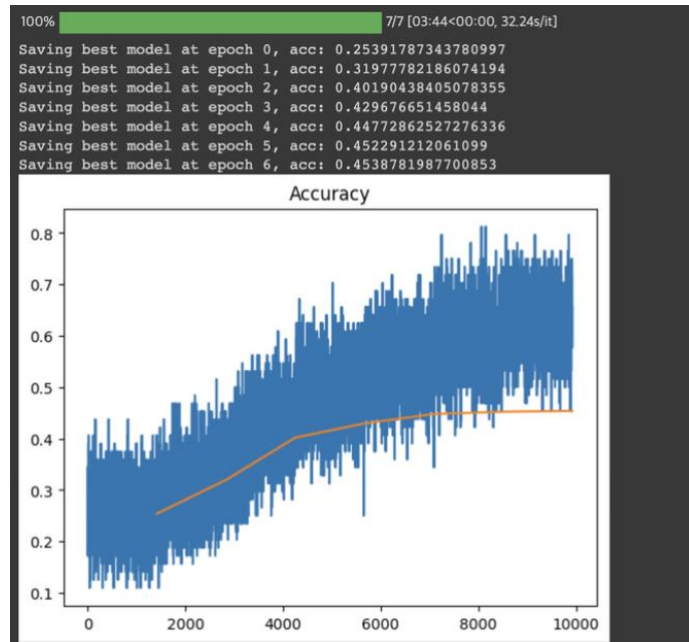 100% 7/7 [03:44<00:00, 32.24s/it]
Saving best model at epoch 0, acc: 0.25391787343780997
Saving best model at epoch 1, acc: 0.31977782186074194
Saving best model at epoch 2, acc: 0.40190438405078355
Saving best model at epoch 3, acc: 0.429676651458044
Saving best model at epoch 4, acc: 0.44772862527276336
Saving best model at epoch 5, acc: 0.452291212061099
Saving best model at epoch 6, acc: 0.4538781987700853
Accuracy
0.8
0.7
0.6
0.5
0.4
0.3
0.2
0.1
0 2000 4000 6000 8000 10000